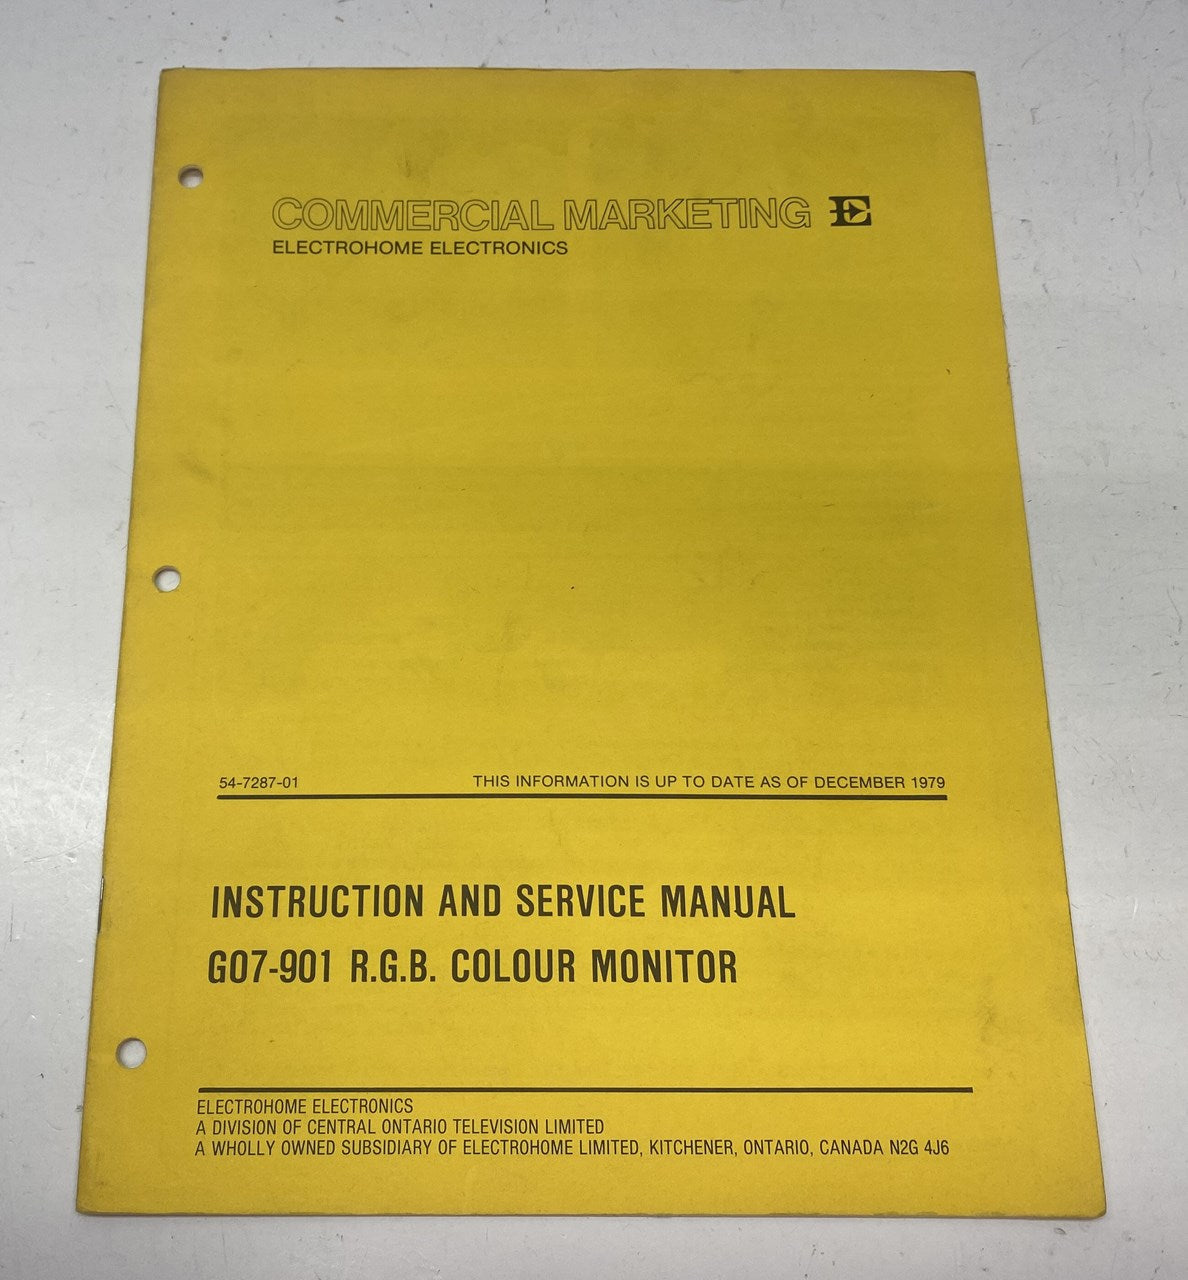 COMMERCIAL MARKETING E
ELECTROHOME ELECTRONICS
54-7287-01 THIS INFORMATION IS UP TO DATE AS OF DECEMBER 1979
INSTRUCTION AND SERVICE MANUAL
G07-901 R.G.B. COLOUR MONITOR
ELECTROHOME ELECTRONICS
A DIVISION OF CENTRAL ONTARIO TELEVISION LIMITED
A WHOLLY OWNED SUBSIDIARY OF ELECTROHOME LIMITED, KITCHENER, ONTARIO, CANADA N2G 4J6